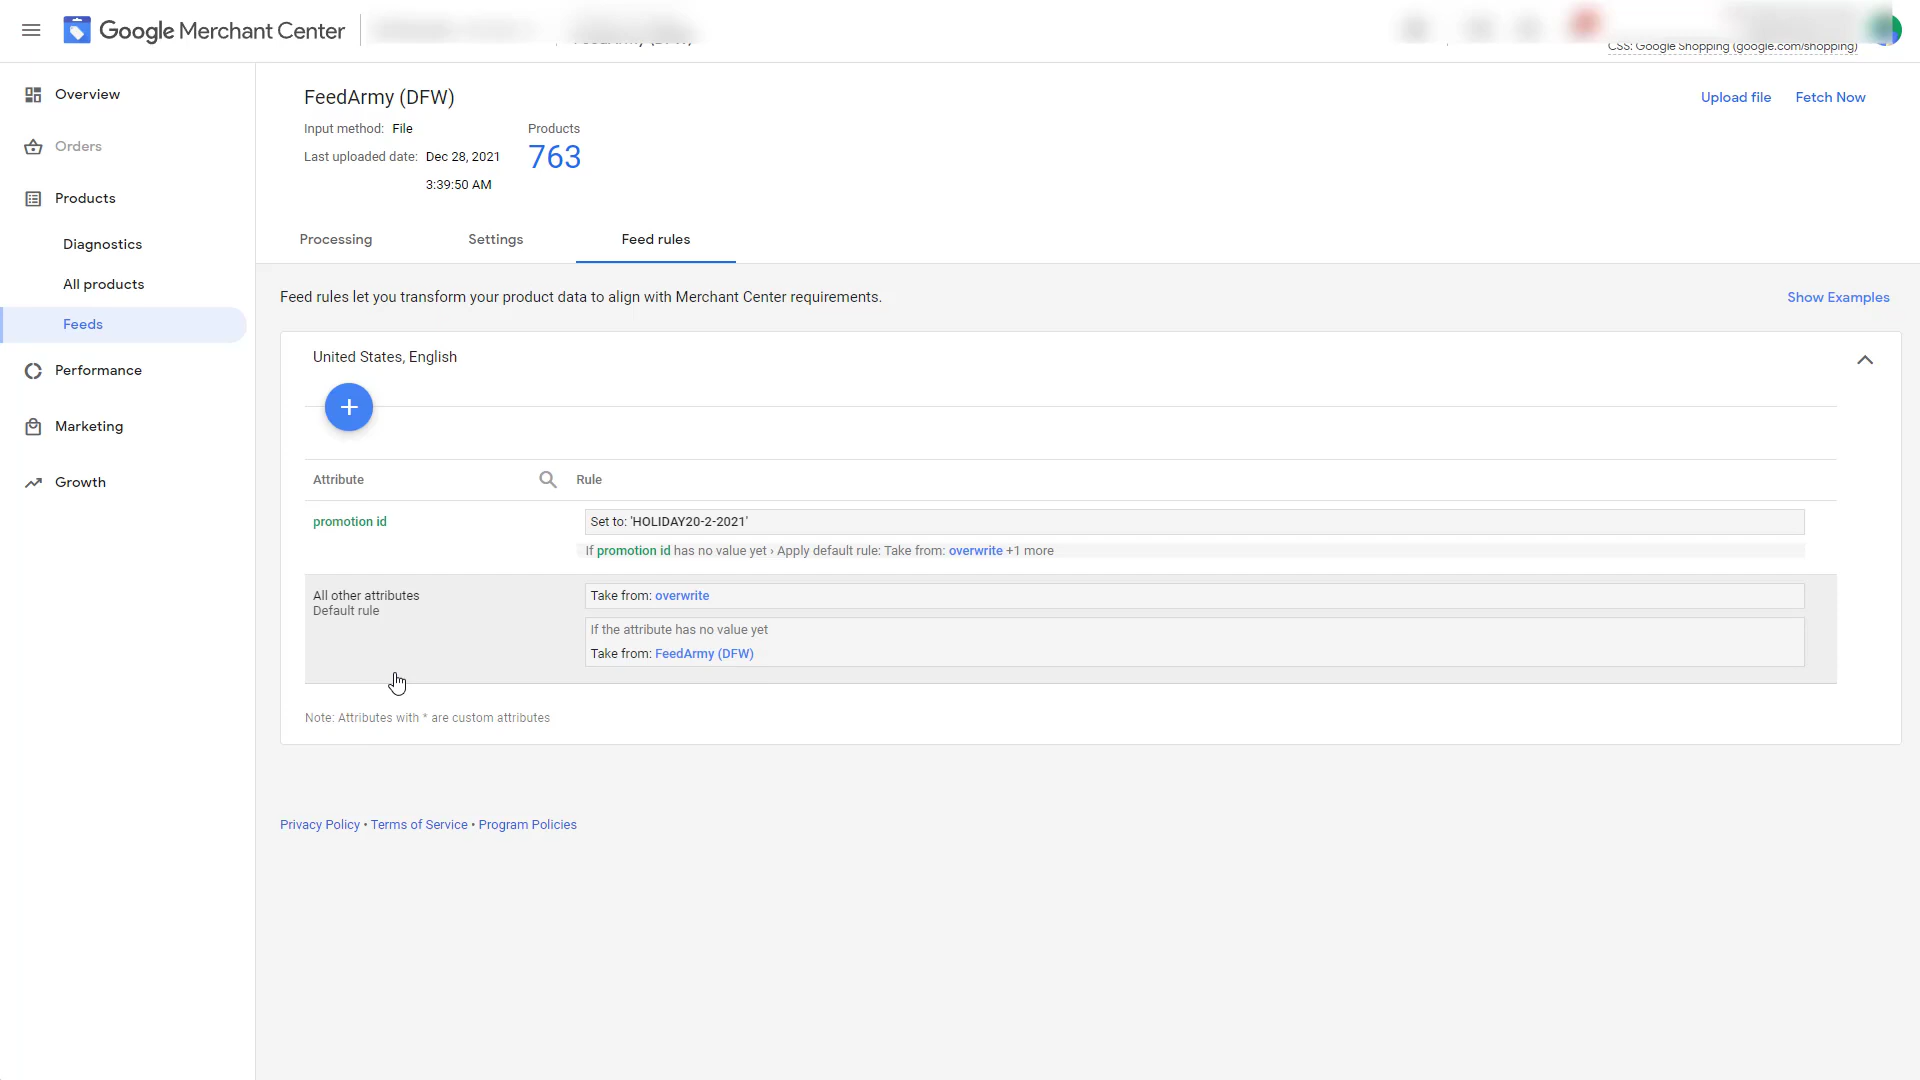 Google Merchant Center
CSS: Google Shopping (google.com/shopping)
Overview
Orders
Products
Diagnostics
All products
Feeds
Performance
Marketing
Growth
FeedArmy (DFW)
Upload file Fetch Now
Input method: File
Products
Last uploaded date: Dec 28, 2021
763
3:39:50 AM
Processing Settings Feed rules
Feed rules let you transform your product data to align with Merchant Center requirements.
Show Examples
United States, English
Attribute Rule
promotion id Set to: 'HOLIDAY20-2-2021'
If promotion id has no value yet › Apply default rule: Take from: overwrite +1 more
All other attributes Take from: overwrite
Default rule
If the attribute has no value yet
Take from: FeedArmy (DFW)
Note: Attributes with * are custom attributes
Privacy Policy • Terms of Service • Program Policies